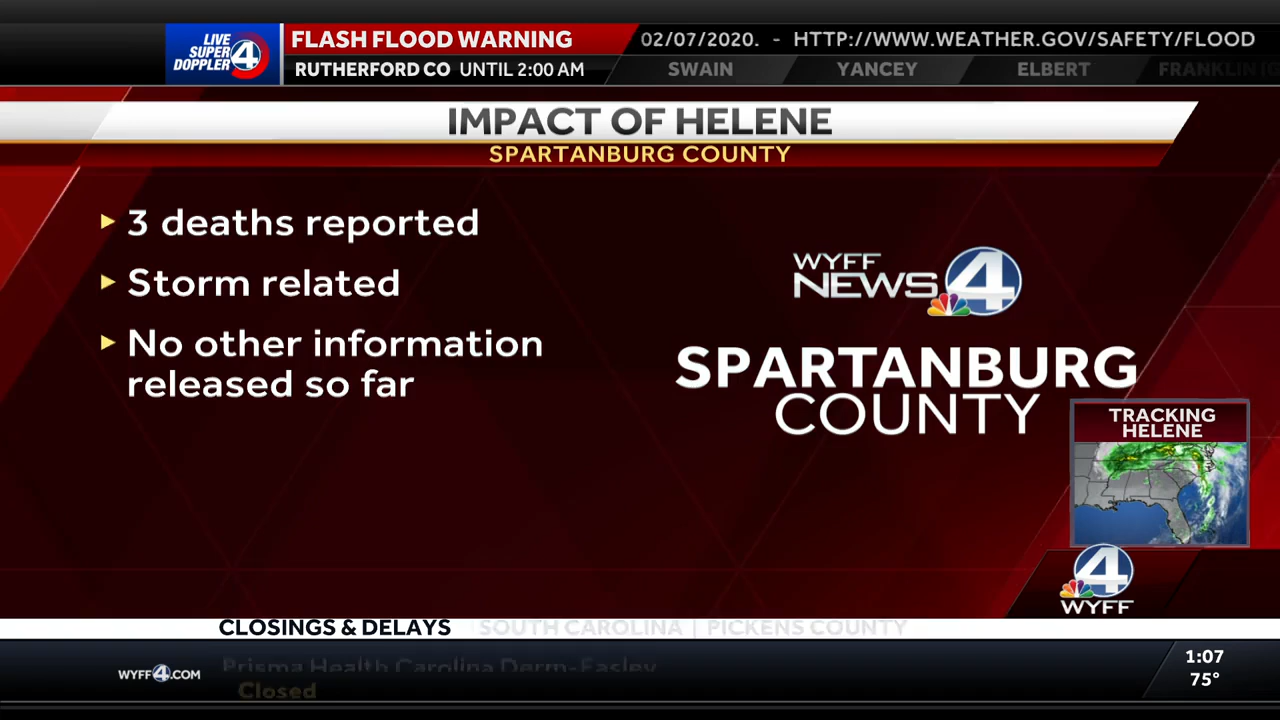 LIVE
SUPER
DOPPLER 4
FLASH FLOOD WARNING
02/07/2020. - HTTP://WWW.WEATHER.GOV/SAFETY/FLOOD
RUTHERFORD CO UNTIL 2:00 AM
SWAIN YANCEY ELBERT FRANKLIN
IMPACT OF HELENE
SPARTANBURG COUNTY
3 deaths reported
Storm related
No other information
released so far
WYFF
NEWS 4
SPARTANBURG
COUNTY
TRACKING
HELENE
4
WYFF
CLOSINGS & DELAYS SOUTH CAROLINA | PICKENS COUNTY
Prisma Health Carolina Derm-Easley
Closed
WYFF4.COM
1:07
75°